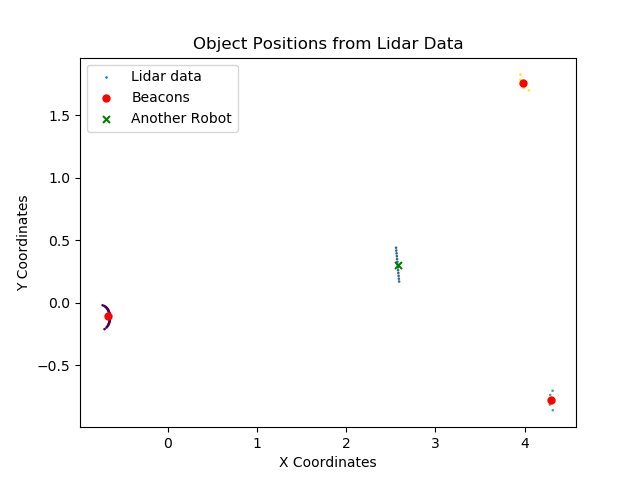 Object Positions from Lidar Data
Lidar data
Beacons
Another Robot
1.5
1.0
0.5
0.0
−0.5
Y Coordinates
0 1 2 3 4
X Coordinates